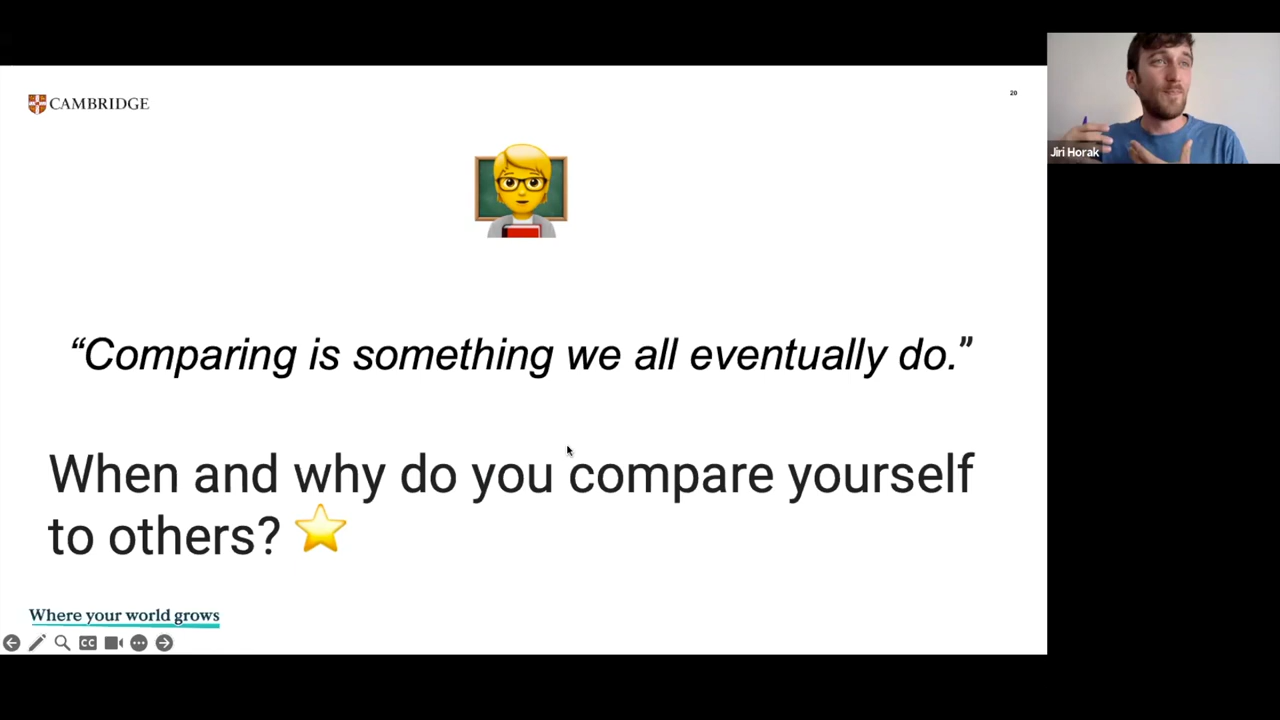 CAMBRIDGE
20
Jiri Horak
“Comparing is something we all eventually do.”
When and why do you compare yourself
to others?
Where your world grows
CC